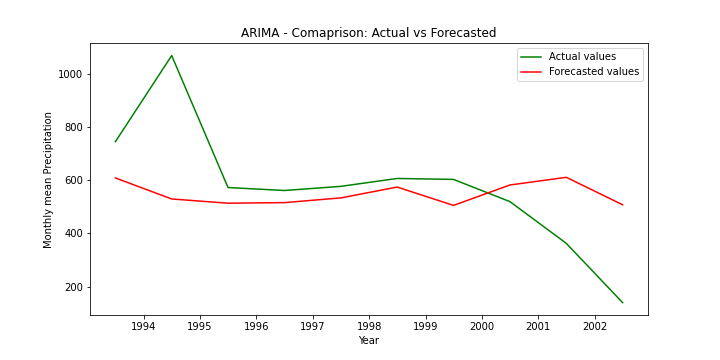 ARIMA - Comaprison: Actual vs Forecasted
Actual values
Forecasted values
Monthly mean Precipitation
1000
800
600
400
200
1994 1995 1996 1997 1998 1999 2000 2001 2002
Year